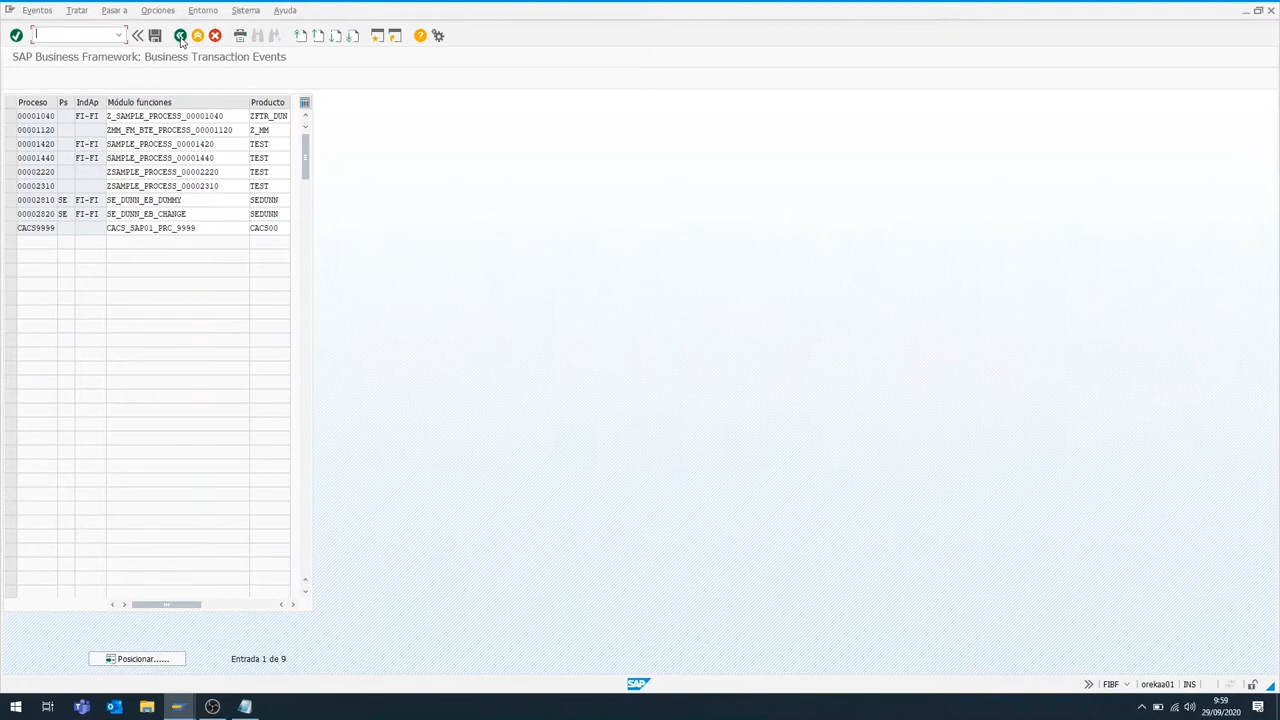 Eventos Tratar Pasar a Opciones Entorno Sistema Ayuda
SAP Business Framework: Business Transaction Events
Proceso Ps IndAp Módulo funciones Producto
00001040 FI-FI Z_SAMPLE_PROCESS_00001040 ZFTR_DUN
00001120 ZMM_FM_BTE_PROCESS_00001120 Z_MM
00001420 FI-FI SAMPLE_PROCESS_00001420 TEST
00001440 FI-FI SAMPLE_PROCESS_00001440 TEST
00002220 ZSAMPLE_PROCESS_00002220 TEST
00002310 ZSAMPLE_PROCESS_00002310 TEST
00002810 SE FI-FI SE_DUNN_EB_DUMMY SEDUNN
00002820 SE FI-FI SE_DUNN_EB_CHANGE SEDUNN
CACS9999 CACS_SAP01_PRC_9999 CACS00
Posicionar...... Entrada 1 de 9
SAP FIBF orekaa01 INS
9:59
29/09/2020